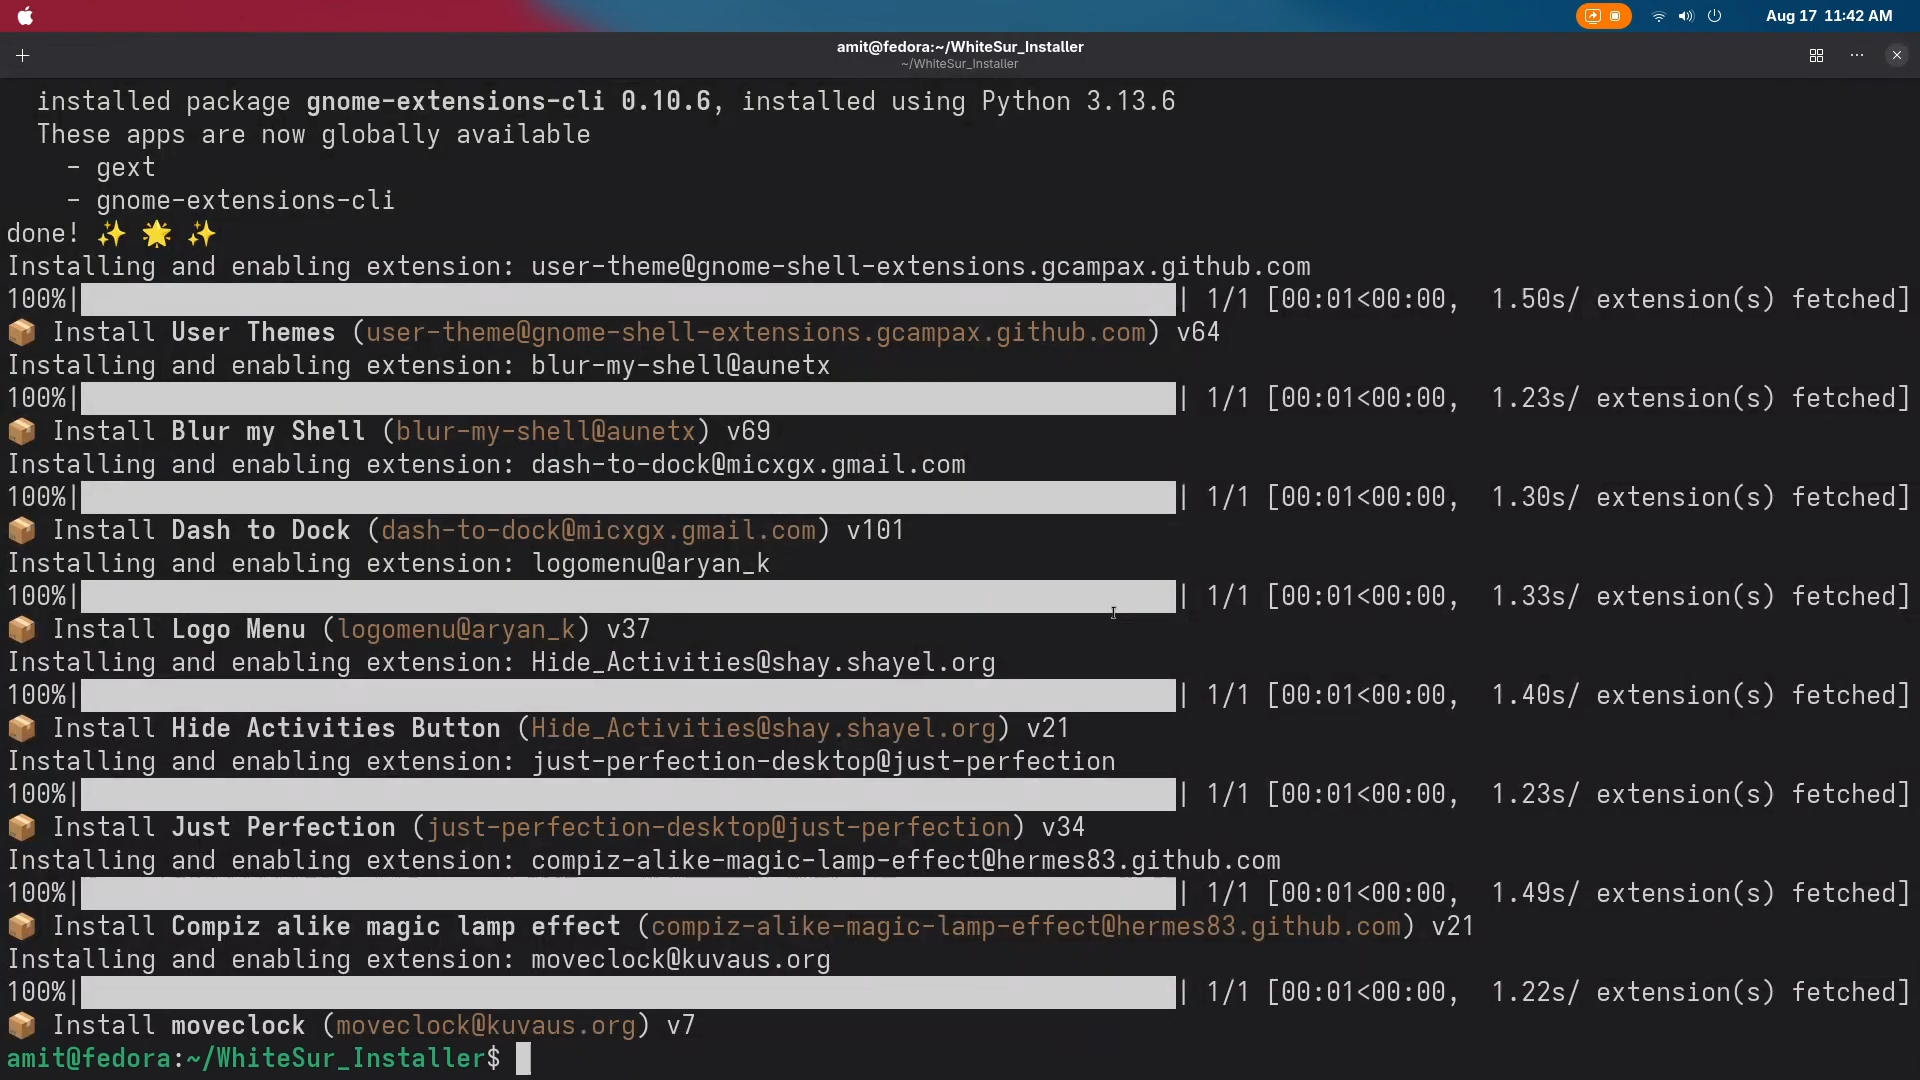 Aug 17 11:42 AM
amit@fedora:~/WhiteSur_Installer
~/WhiteSur_Installer
installed package gnome-extensions-cli 0.10.6, installed using Python 3.13.6
These apps are now globally available
- gext
- gnome-extensions-cli
done! ✨ 🌟 ✨
Installing and enabling extension: user-theme@gnome-shell-extensions.gcampax.github.com
100%| | 1/1 [00:01<00:00, 1.50s/ extension(s) fetched]
📦 Install User Themes (user-theme@gnome-shell-extensions.gcampax.github.com) v64
Installing and enabling extension: blur-my-shell@aunetx
100%| | 1/1 [00:01<00:00, 1.23s/ extension(s) fetched]
📦 Install Blur my Shell (blur-my-shell@aunetx) v69
Installing and enabling extension: dash-to-dock@micxgx.gmail.com
100%| | 1/1 [00:01<00:00, 1.30s/ extension(s) fetched]
📦 Install Dash to Dock (dash-to-dock@micxgx.gmail.com) v101
Installing and enabling extension: logomenu@aryan_k
100%| | 1/1 [00:01<00:00, 1.33s/ extension(s) fetched]
📦 Install Logo Menu (logomenu@aryan_k) v37
Installing and enabling extension: Hide_Activities@shay.shayel.org
100%| | 1/1 [00:01<00:00, 1.40s/ extension(s) fetched]
📦 Install Hide Activities Button (Hide_Activities@shay.shayel.org) v21
Installing and enabling extension: just-perfection-desktop@just-perfection
100%| | 1/1 [00:01<00:00, 1.23s/ extension(s) fetched]
📦 Install Just Perfection (just-perfection-desktop@just-perfection) v34
Installing and enabling extension: compiz-alike-magic-lamp-effect@hermes83.github.com
100%| | 1/1 [00:01<00:00, 1.49s/ extension(s) fetched]
📦 Install Compiz alike magic lamp effect (compiz-alike-magic-lamp-effect@hermes83.github.com) v21
Installing and enabling extension: moveclock@kuvaus.org
100%| | 1/1 [00:01<00:00, 1.22s/ extension(s) fetched]
📦 Install moveclock (moveclock@kuvaus.org) v7
amit@fedora:~/WhiteSur_Installer$